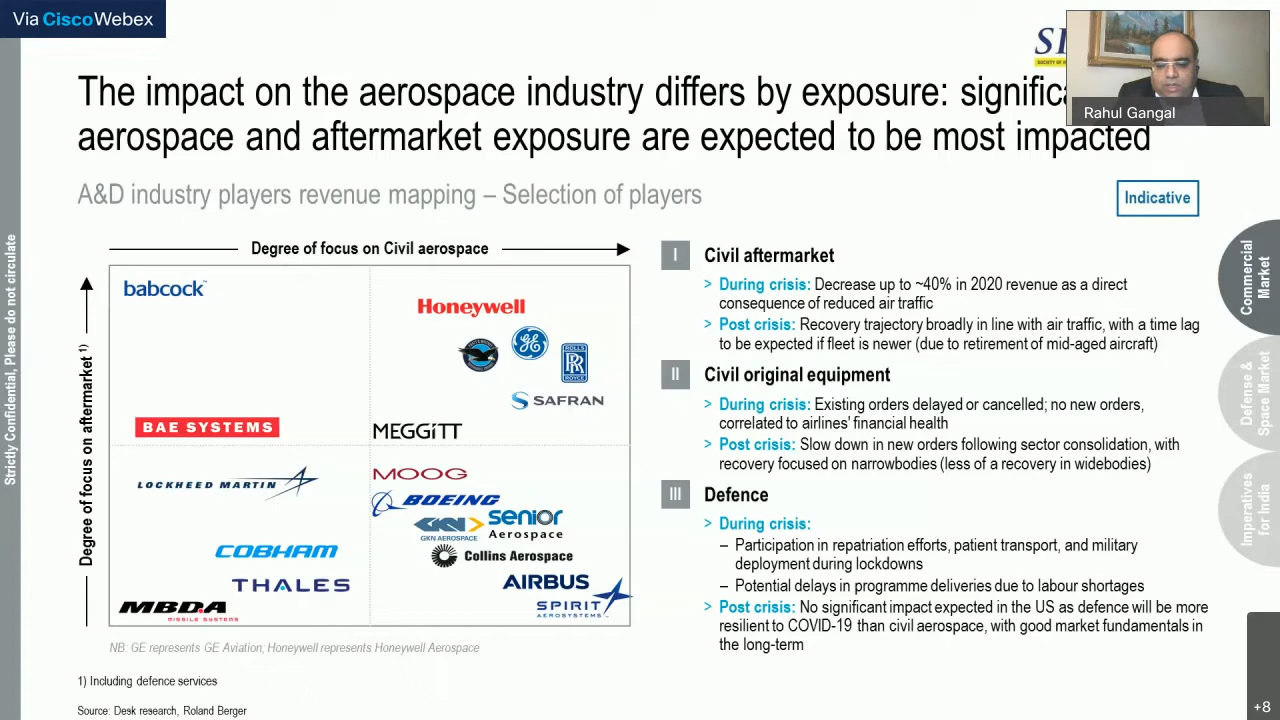 Via CiscoWebex
Rahul Gangal
The impact on the aerospace industry differs by exposure:
aerospace and aftermarket exposure are expected to be most impacted
A&D industry players revenue mapping – Selection of players
Indicative
Strictly Confidential, Please do not circulate
Degree of focus on Civil aerospace
Degree of focus on aftermarket 1)
babcock™
Honeywell
GE
ROLLS
RR
ROYCE
SAFRAN
BAE SYSTEMS
MEGGITT
LOCKHEED MARTIN
MOOG
BOEING
GKN
GKN AEROSPACE
senior
Aerospace
COBHAM
Collins Aerospace
THALES
AIRBUS
MBDA
MISSILE SYSTEMS
SPIRIT
AEROSYSTEMS
NB: GE represents GE Aviation, Honeywell represents Honeywell Aerospace
1) Including defence services
Source: Desk research, Roland Berger
I Civil aftermarket
> During crisis: Decrease up to ~40% in 2020 revenue as a direct
consequence of reduced air traffic
> Post crisis: Recovery trajectory broadly in line with air traffic, with a time lag
to be expected if fleet is newer (due to retirement of mid-aged aircraft)
II Civil original equipment
> During crisis: Existing orders delayed or cancelled; no new orders,
correlated to airlines' financial health
> Post crisis: Slow down in new orders following sector consolidation, with
recovery focused on narrowbodies (less of a recovery in widebodies)
III Defence
> During crisis:
– Participation in repatriation efforts, patient transport, and military
deployment during lockdowns
– Potential delays in programme deliveries due to labour shortages
> Post crisis: No significant impact expected in the US as defence will be more
resilient to COVID-19 than civil aerospace, with good market fundamentals in
the long-term
Commercial
Market
Defense &
Space Market
Imperatives
for India
+8